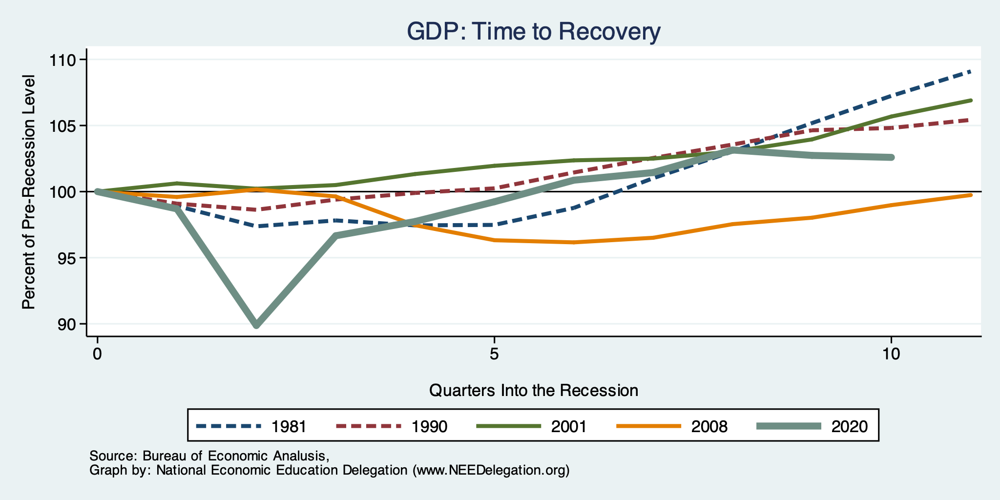 GDP: Time to Recovery
Percent of Pre-Recession Level
110
105
100
95
90
0 5 10
Quarters Into the Recession
1981 1990 2001 2008 2020
Source: Bureau of Economic Analusis,
Graph by: National Economic Education Delegation (www.NEEDelegation.org)